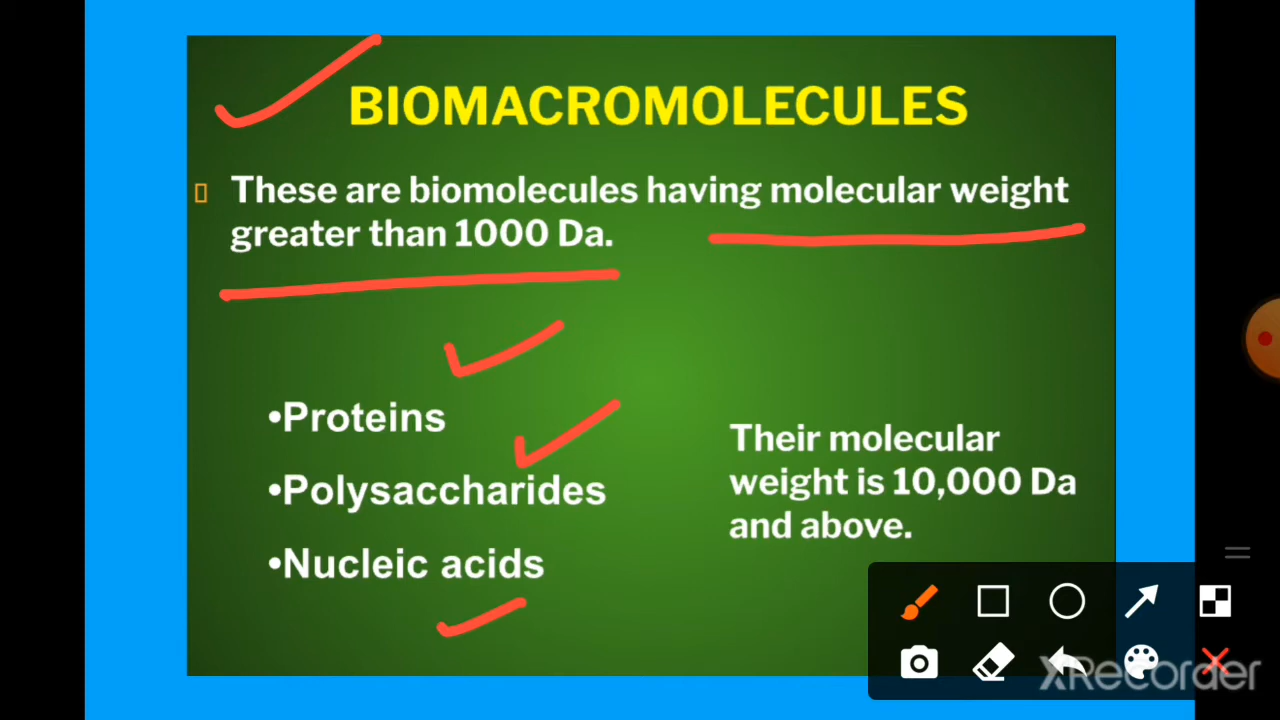 BIOMACROMOLECULES
These are biomolecules having molecular weight
greater than 1000 Da.
•Proteins
•Polysaccharides
•Nucleic acids
Their molecular
weight is 10,000 Da
and above.
XRecorder